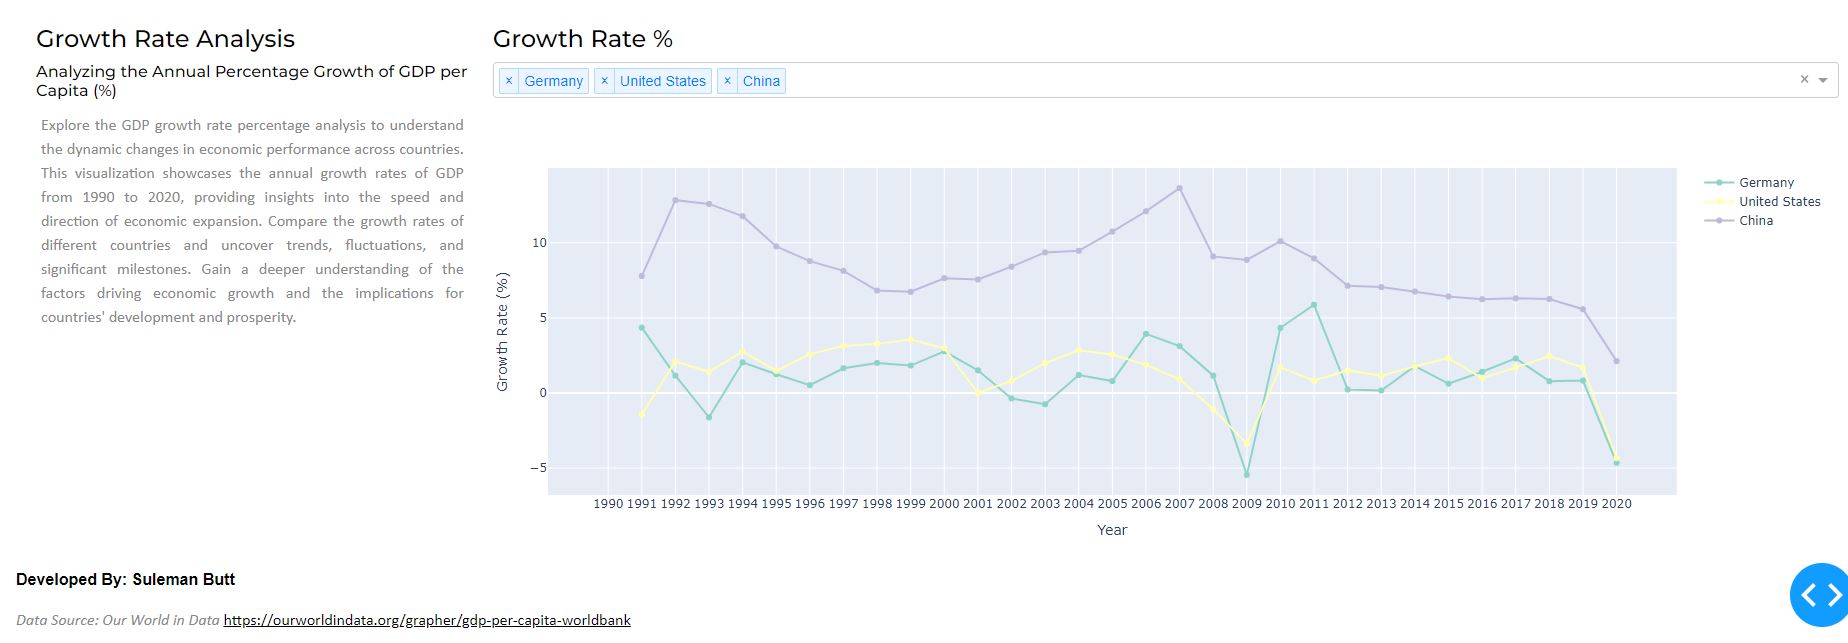 Growth Rate Analysis
Analyzing the Annual Percentage Growth of GDP per
Capita (%)
Explore the GDP growth rate percentage analysis to understand
the dynamic changes in economic performance across countries.
This visualization showcases the annual growth rates of GDP
from 1990 to 2020, providing insights into the speed and
direction of economic expansion. Compare the growth rates of
different countries and uncover trends, fluctuations, and
significant milestones. Gain a deeper understanding of the
factors driving economic growth and the implications for
countries' development and prosperity.
Growth Rate %
× Germany × United States × China ×
Germany
United States
China
Growth Rate (%)
10
5
0
−5
1990 1991 1992 1993 1994 1995 1996 1997 1998 1999 2000 2001 2002 2003 2004 2005 2006 2007 2008 2009 2010 2011 2012 2013 2014 2015 2016 2017 2018 2019 2020
Year
Developed By: Suleman Butt
Data Source: Our World in Data https://ourworldindata.org/grapher/gdp-per-capita-worldbank